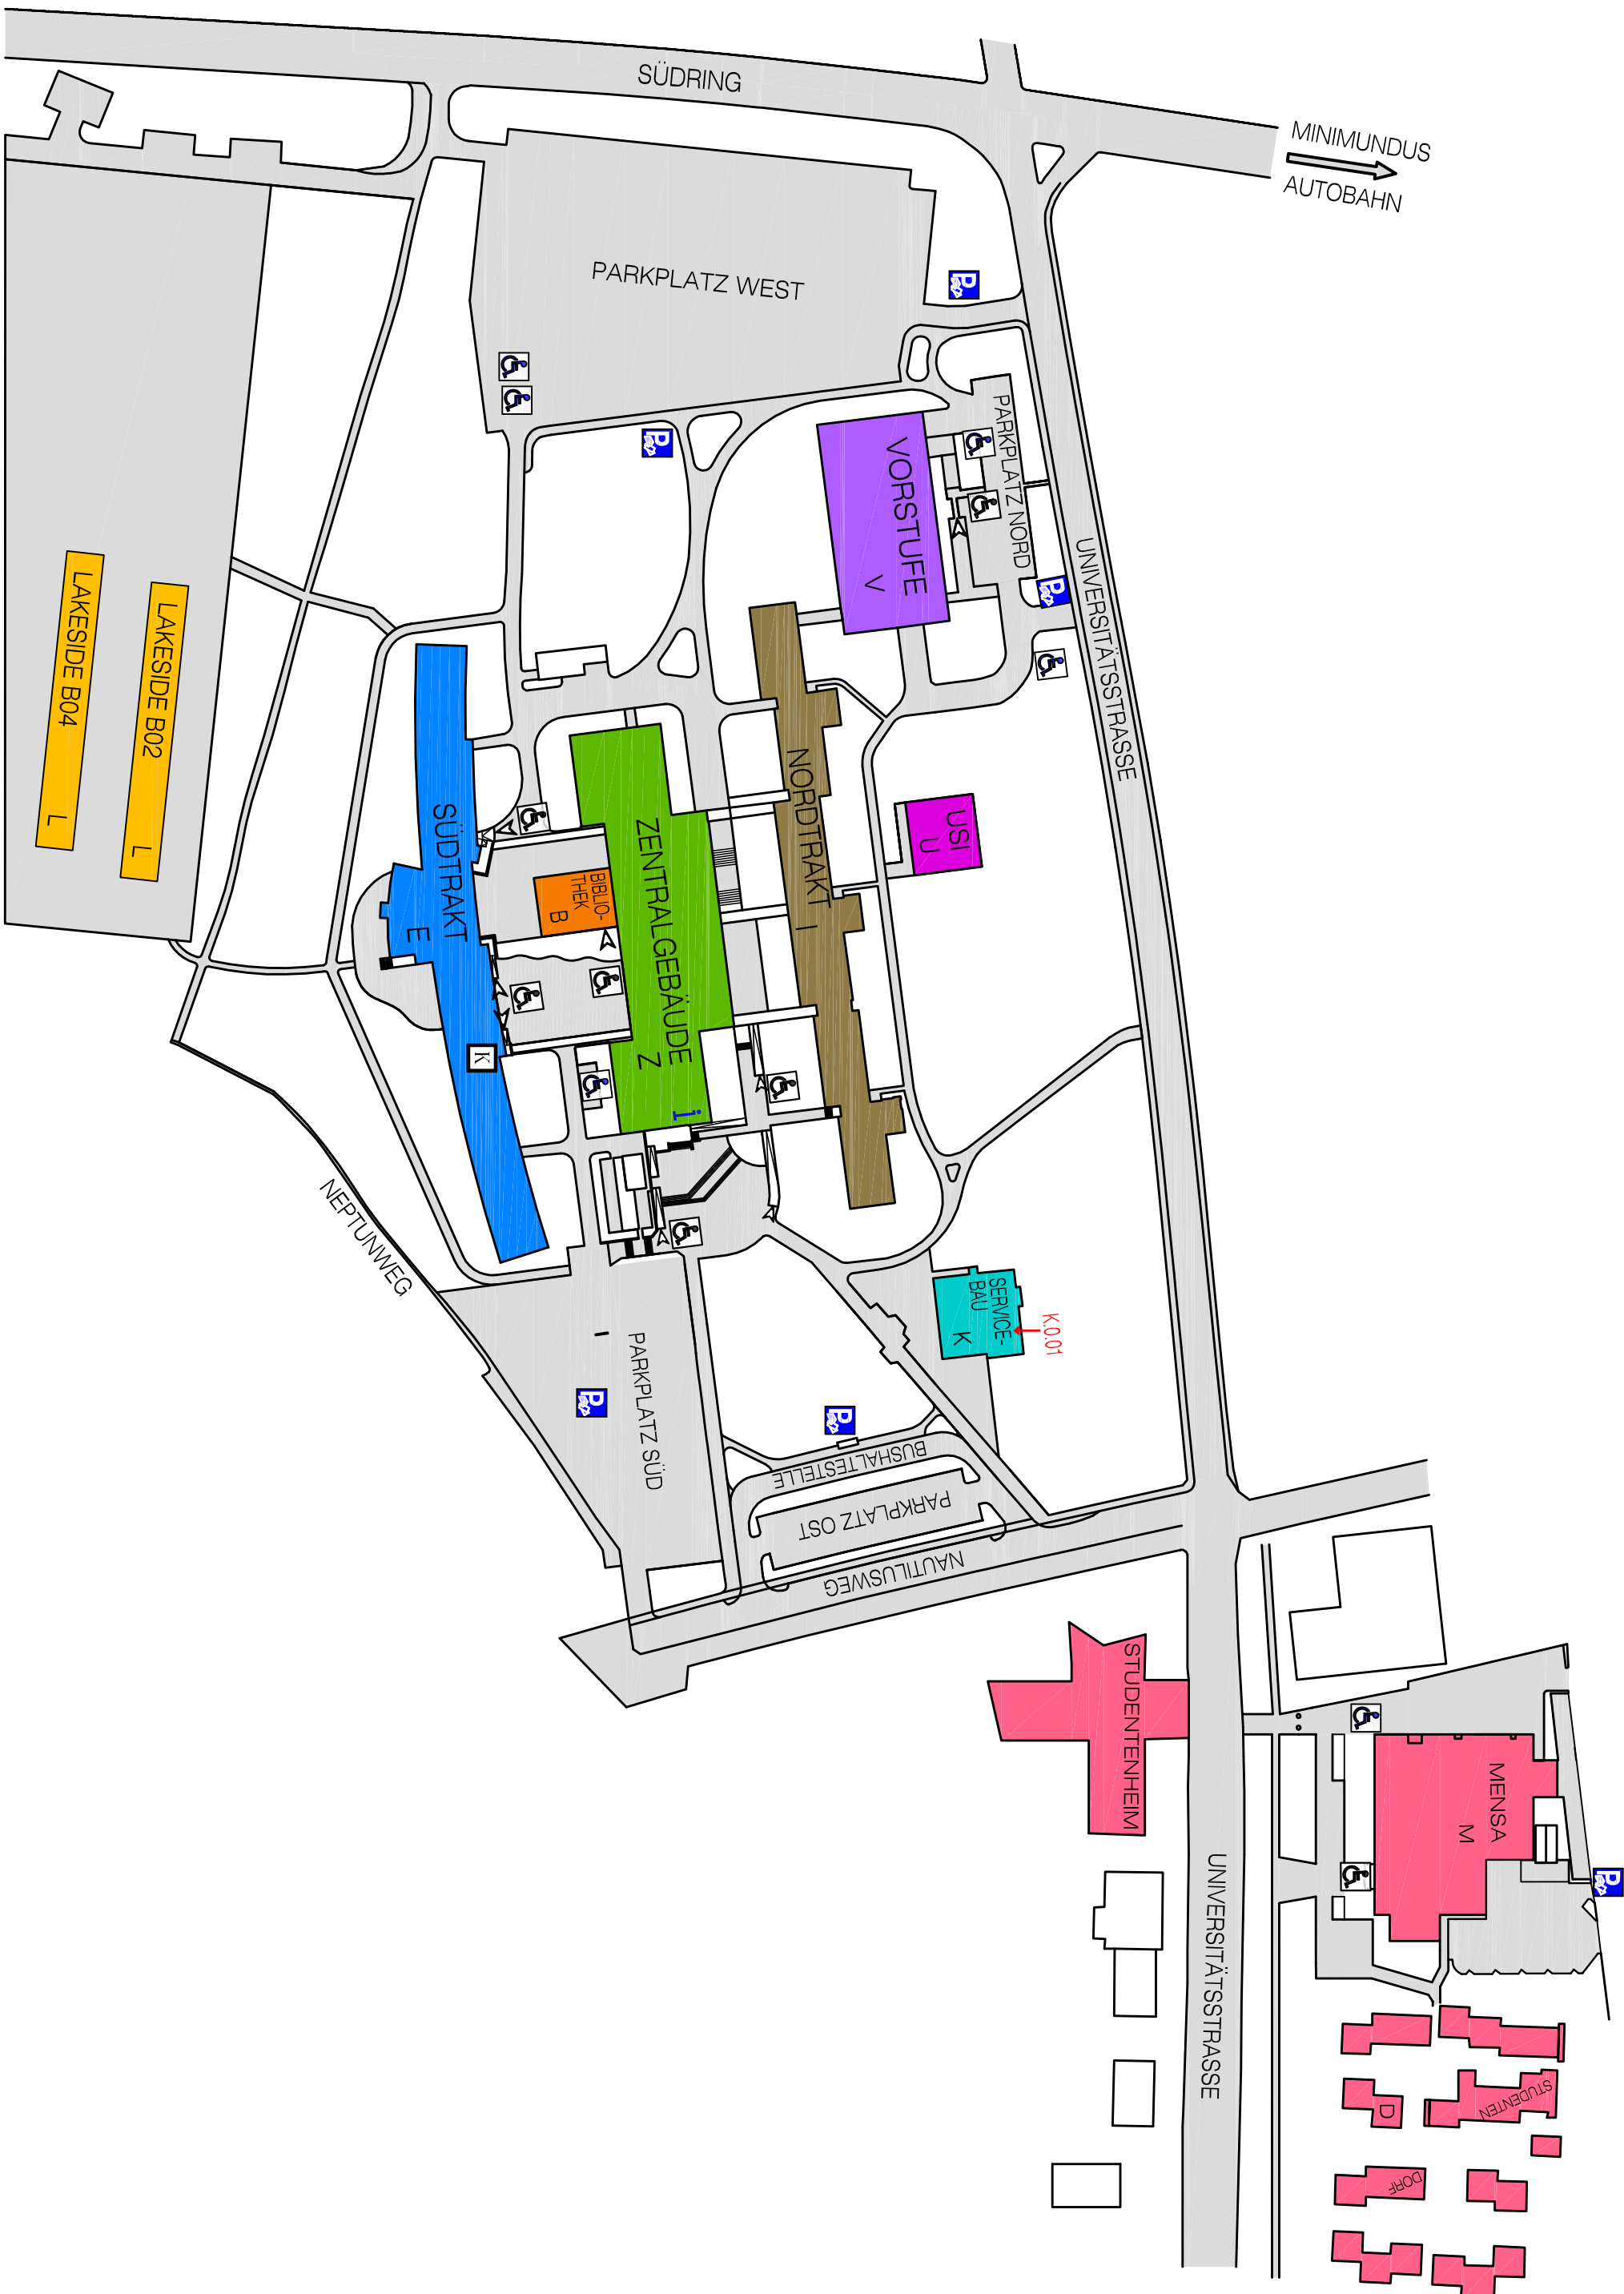 SÜDRING
MINIMUNDUS
AUTOBAHN
PARKPLATZ WEST
P
P
PARKPLATZ NORD
VORSTUFE
V
P
UNIVERSITÄTSSTRASSE
LAKESIDE B04
L
LAKESIDE B02
L
SÜDTRAKT
E
K
BIBLIO-
THEK
B
ZENTRALGEBÄUDE
Z
i
NORDTRAKT
I
USI
U
NEPTUNWEG
SERVICE-
BAU
K
K.0.01
PARKPLATZ SÜD
P
P
BUSHALTESTELLE
PARKPLATZ OST
NAUTILUSWEG
STUDENTENHEIM
MENSA
M
P
UNIVERSITÄTSSTRASSE
STUDENTEN
D
DORF